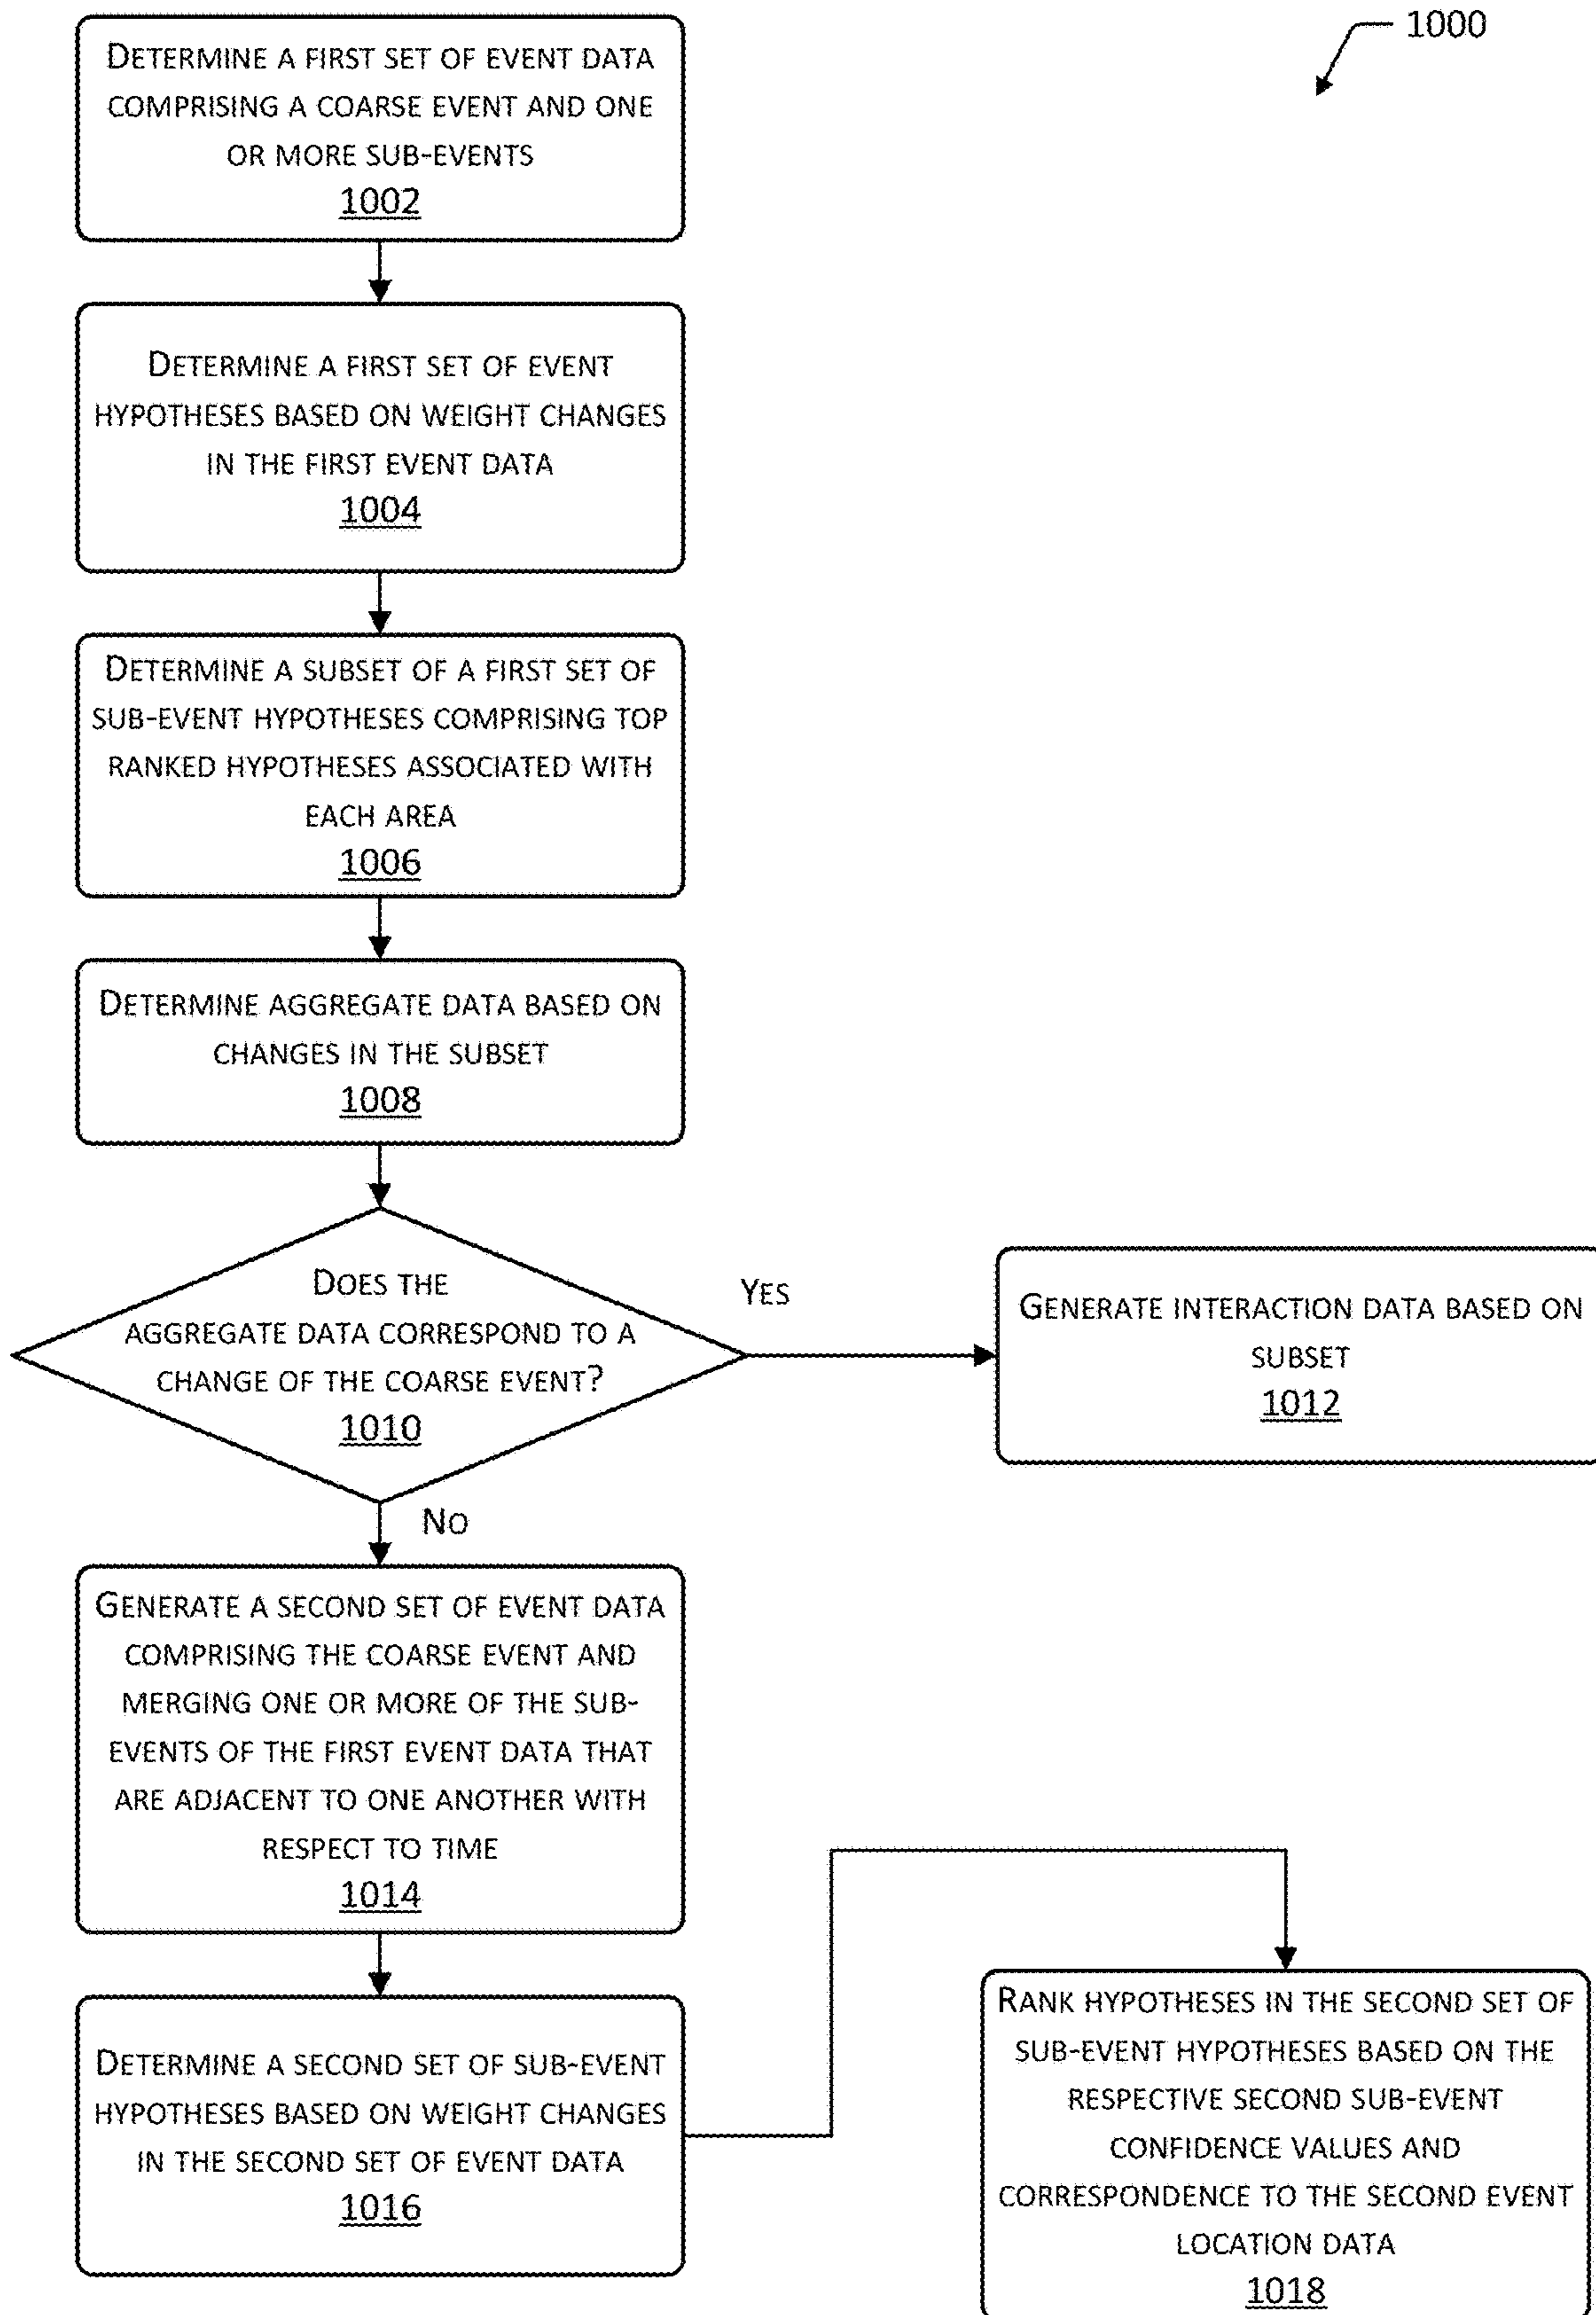 1000
DETERMINE A FIRST SET OF EVENT DATA
COMPRISING A COARSE EVENT AND ONE
OR MORE SUB-EVENTS
1002
DETERMINE A FIRST SET OF EVENT
HYPOTHESES BASED ON WEIGHT CHANGES
IN THE FIRST EVENT DATA
1004
DETERMINE A SUBSET OF A FIRST SET OF
SUB-EVENT HYPOTHESES COMPRISING TOP
RANKED HYPOTHESES ASSOCIATED WITH
EACH AREA
1006
DETERMINE AGGREGATE DATA BASED ON
CHANGES IN THE SUBSET
1008
DOES THE
AGGREGATE DATA CORRESPOND TO A
CHANGE OF THE COARSE EVENT?
1010
YES
GENERATE INTERACTION DATA BASED ON
SUBSET
1012
NO
GENERATE A SECOND SET OF EVENT DATA
COMPRISING THE COARSE EVENT AND
MERGING ONE OR MORE OF THE SUB-
EVENTS OF THE FIRST EVENT DATA THAT
ARE ADJACENT TO ONE ANOTHER WITH
RESPECT TO TIME
1014
DETERMINE A SECOND SET OF SUB-EVENT
HYPOTHESES BASED ON WEIGHT CHANGES
IN THE SECOND SET OF EVENT DATA
1016
RANK HYPOTHESES IN THE SECOND SET OF
SUB-EVENT HYPOTHESES BASED ON THE
RESPECTIVE SECOND SUB-EVENT
CONFIDENCE VALUES AND
CORRESPONDENCE TO THE SECOND EVENT
LOCATION DATA
1018